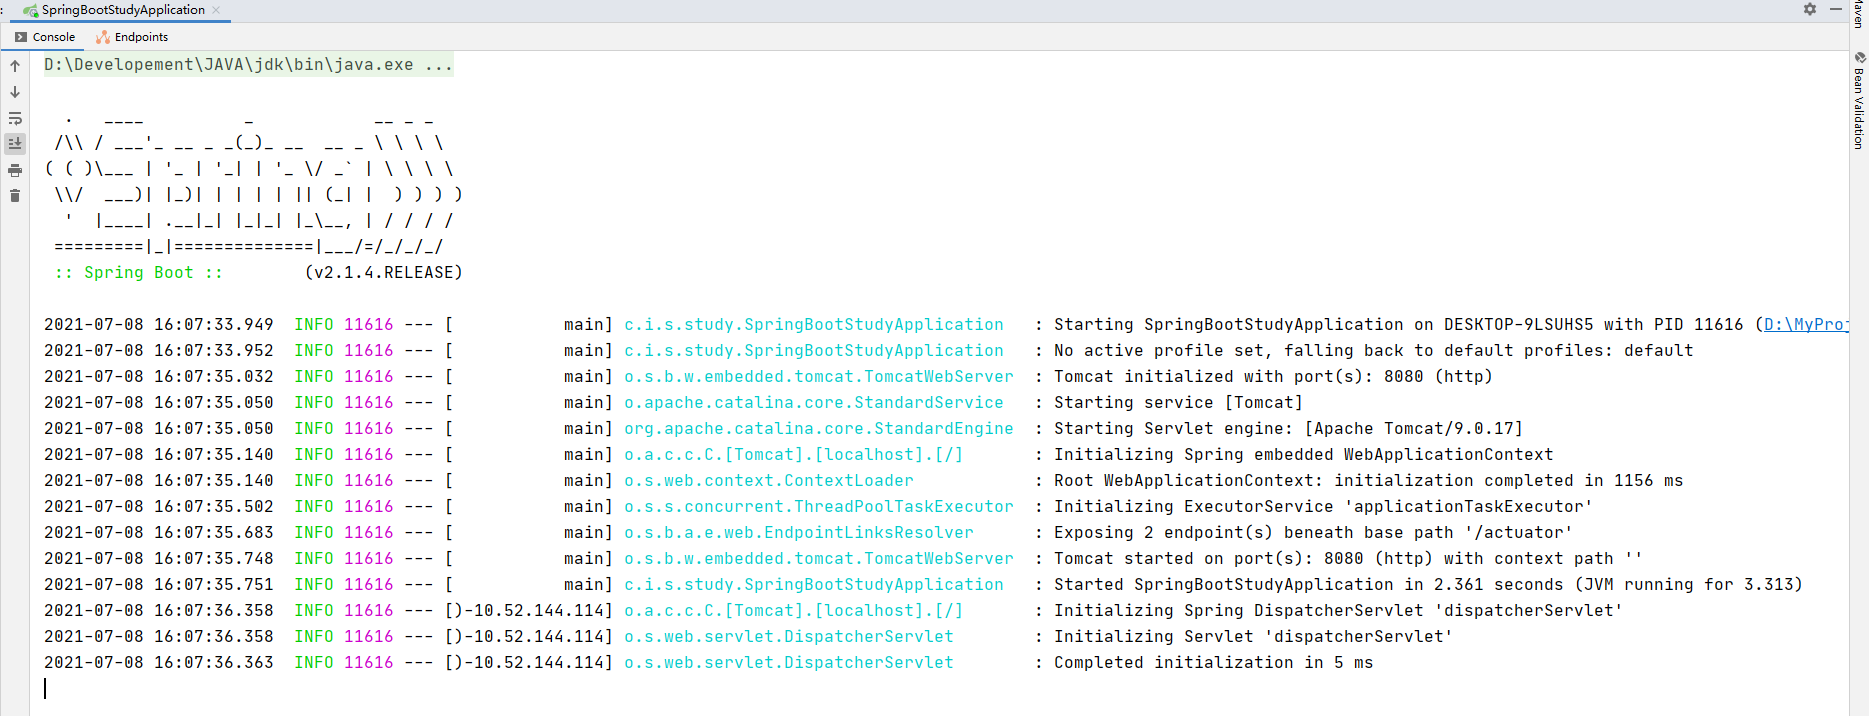 SpringBootStudyApplication
Console Endpoints
Maven
Bean Validation
D:\Developement\JAVA\jdk\bin\java.exe ...
  .   ____          _            __ _ _
 /\\ / ___'_ __ _ _(_)_ __  __ _ \ \ \ \
( ( )\___ | '_ | '_| | '_ \/ _` | \ \ \ \
 \\/  ___)| |_)| | | | | || (_| |  ) ) ) )
  '  |____| .__|_| |_|_| |_\__, | / / / /
 =========|_|==============|___/=/_/_/_/
 :: Spring Boot ::        (v2.1.4.RELEASE)
2021-07-08 16:07:33.949  INFO 11616 --- [           main] c.i.s.study.SpringBootStudyApplication   : Starting SpringBootStudyApplication on DESKTOP-9LSUHS5 with PID 11616 (D:\MyProj
2021-07-08 16:07:33.952  INFO 11616 --- [           main] c.i.s.study.SpringBootStudyApplication   : No active profile set, falling back to default profiles: default
2021-07-08 16:07:35.032  INFO 11616 --- [           main] o.s.b.w.embedded.tomcat.TomcatWebServer  : Tomcat initialized with port(s): 8080 (http)
2021-07-08 16:07:35.050  INFO 11616 --- [           main] o.apache.catalina.core.StandardService   : Starting service [Tomcat]
2021-07-08 16:07:35.050  INFO 11616 --- [           main] org.apache.catalina.core.StandardEngine  : Starting Servlet engine: [Apache Tomcat/9.0.17]
2021-07-08 16:07:35.140  INFO 11616 --- [           main] o.a.c.c.C.[Tomcat].[localhost].[/]       : Initializing Spring embedded WebApplicationContext
2021-07-08 16:07:35.140  INFO 11616 --- [           main] o.s.web.context.ContextLoader            : Root WebApplicationContext: initialization completed in 1156 ms
2021-07-08 16:07:35.502  INFO 11616 --- [           main] o.s.s.concurrent.ThreadPoolTaskExecutor  : Initializing ExecutorService 'applicationTaskExecutor'
2021-07-08 16:07:35.683  INFO 11616 --- [           main] o.s.b.a.e.web.EndpointLinksResolver      : Exposing 2 endpoint(s) beneath base path '/actuator'
2021-07-08 16:07:35.748  INFO 11616 --- [           main] o.s.b.w.embedded.tomcat.TomcatWebServer  : Tomcat started on port(s): 8080 (http) with context path ''
2021-07-08 16:07:35.751  INFO 11616 --- [           main] c.i.s.study.SpringBootStudyApplication   : Started SpringBootStudyApplication in 2.361 seconds (JVM running for 3.313)
2021-07-08 16:07:36.358  INFO 11616 --- [)-10.52.144.114] o.a.c.c.C.[Tomcat].[localhost].[/]       : Initializing Spring DispatcherServlet 'dispatcherServlet'
2021-07-08 16:07:36.358  INFO 11616 --- [)-10.52.144.114] o.s.web.servlet.DispatcherServlet        : Initializing Servlet 'dispatcherServlet'
2021-07-08 16:07:36.363  INFO 11616 --- [)-10.52.144.114] o.s.web.servlet.DispatcherServlet        : Completed initialization in 5 ms